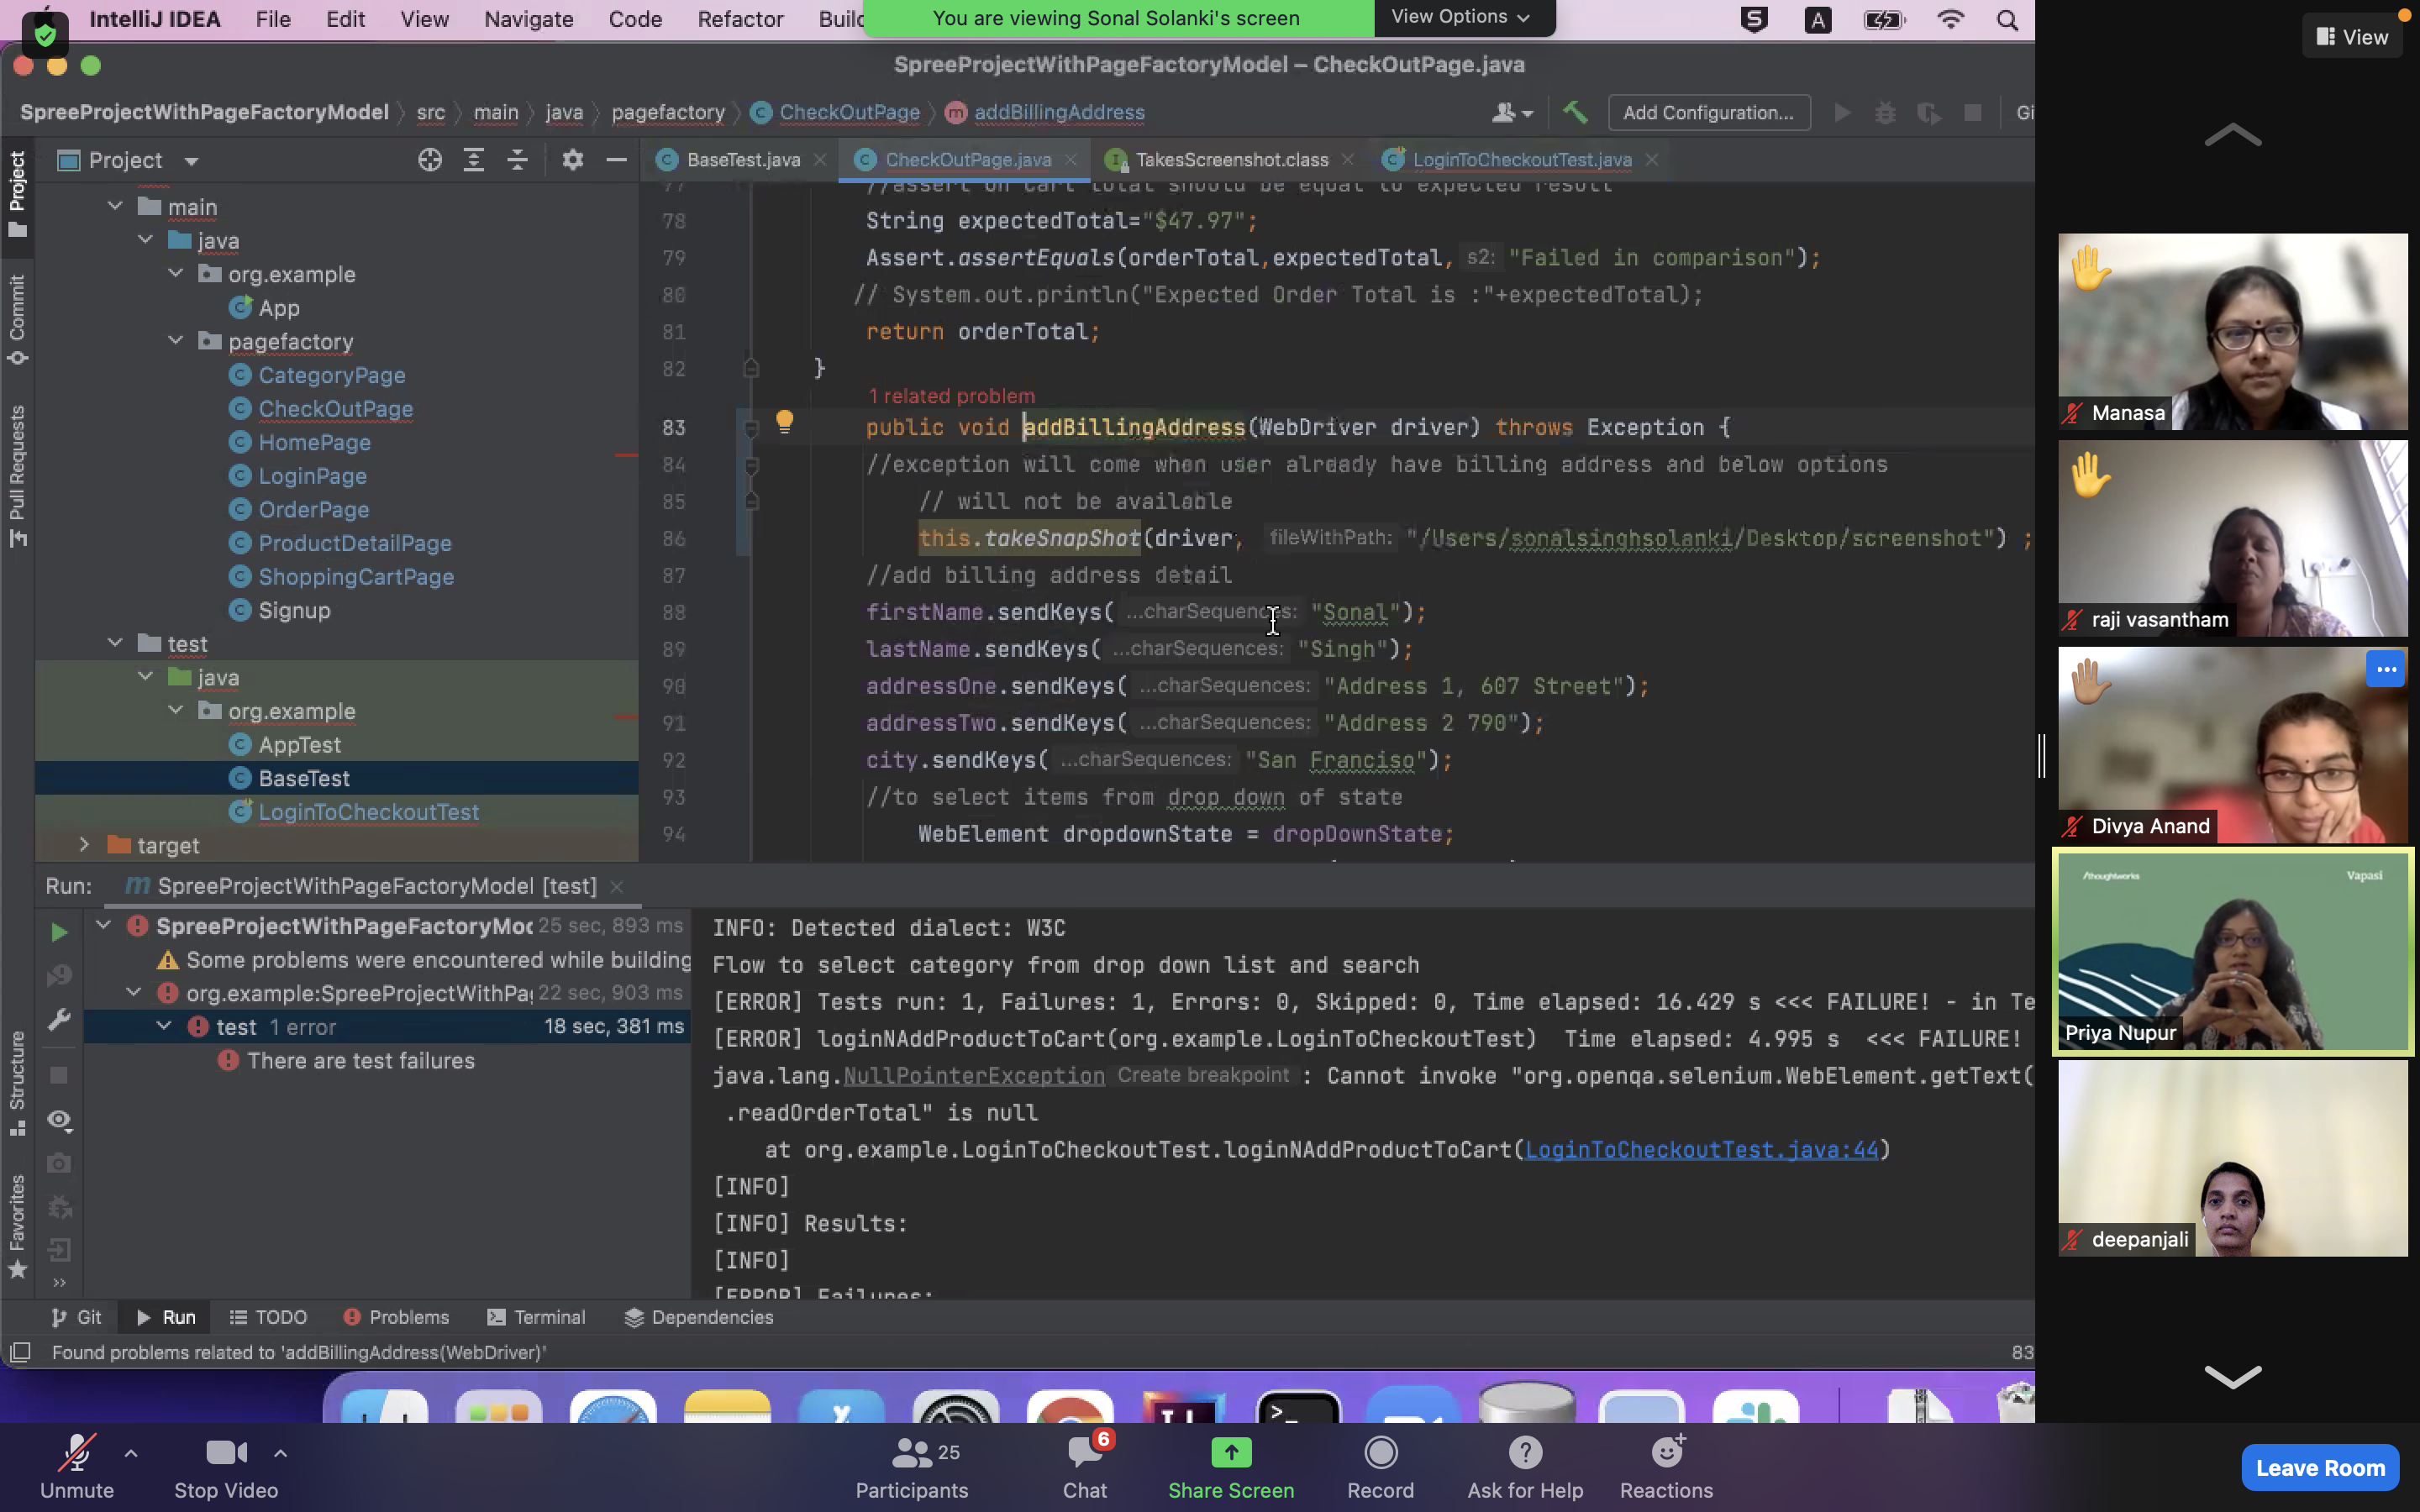 IntelliJ IDEA File Edit View Navigate Code Refactor Build
You are viewing Sonal Solanki's screen View Options
View
SpreeProjectWithPageFactoryModel – CheckOutPage.java
SpreeProjectWithPageFactoryModel src main java pagefactory CheckOutPage addBillingAddress
Add Configuration...
Project
BaseTest.java CheckOutPage.java TakesScreenshot.class LoginToCheckoutTest.java
Project
Commit
Pull Requests
Structure
Favorites
main
java
org.example
App
pagefactory
CategoryPage
CheckOutPage
HomePage
LoginPage
OrderPage
ProductDetailPage
ShoppingCartPage
Signup
test
java
org.example
AppTest
BaseTest
LoginToCheckoutTest
target
77 //assert on cart total should be equal to expected result
78 String expectedTotal="$47.97";
79 Assert.assertEquals(orderTotal,expectedTotal, s2: "Failed in comparison");
80 // System.out.println("Expected Order Total is :"+expectedTotal);
81 return orderTotal;
82 }
1 related problem
83 public void addBillingAddress(WebDriver driver) throws Exception {
84 //exception will come when user already have billing address and below options
85 // will not be available
86 this.takeSnapShot(driver, fileWithPath: "/Users/sonalsinghsolanki/Desktop/screenshot") ;
87 //add billing address detail
88 firstName.sendKeys( ...charSequences: "Sonal");
89 lastName.sendKeys( ...charSequences: "Singh");
90 addressOne.sendKeys( ...charSequences: "Address 1, 607 Street");
91 addressTwo.sendKeys( ...charSequences: "Address 2 790");
92 city.sendKeys( ...charSequences: "San Franciso");
93 //to select items from drop down of state
94 WebElement dropdownState = dropDownState;
Run: SpreeProjectWithPageFactoryModel [test]
SpreeProjectWithPageFactoryMod 25 sec, 893 ms
Some problems were encountered while building
org.example:SpreeProjectWithPa 22 sec, 903 ms
test 1 error 18 sec, 381 ms
There are test failures
INFO: Detected dialect: W3C
Flow to select category from drop down list and search
[ERROR] Tests run: 1, Failures: 1, Errors: 0, Skipped: 0, Time elapsed: 16.429 s <<< FAILURE! - in Te
[ERROR] loginNAddProductToCart(org.example.LoginToCheckoutTest) Time elapsed: 4.995 s <<< FAILURE!
java.lang.NullPointerException Create breakpoint : Cannot invoke "org.openqa.selenium.WebElement.getText(
.readOrderTotal" is null
at org.example.LoginToCheckoutTest.loginNAddProductToCart(LoginToCheckoutTest.java:44)
[INFO]
[INFO] Results:
[INFO]
[ERROR] Failures:
Git Run TODO Problems Terminal Dependencies
Found problems related to 'addBillingAddress(WebDriver)'
83
Manasa
raji vasantham
Divya Anand
/thoughtworks Vapasi
Priya Nupur
deepanjali
25
6
Unmute Stop Video Participants Chat Share Screen Record Ask for Help Reactions
Leave Room